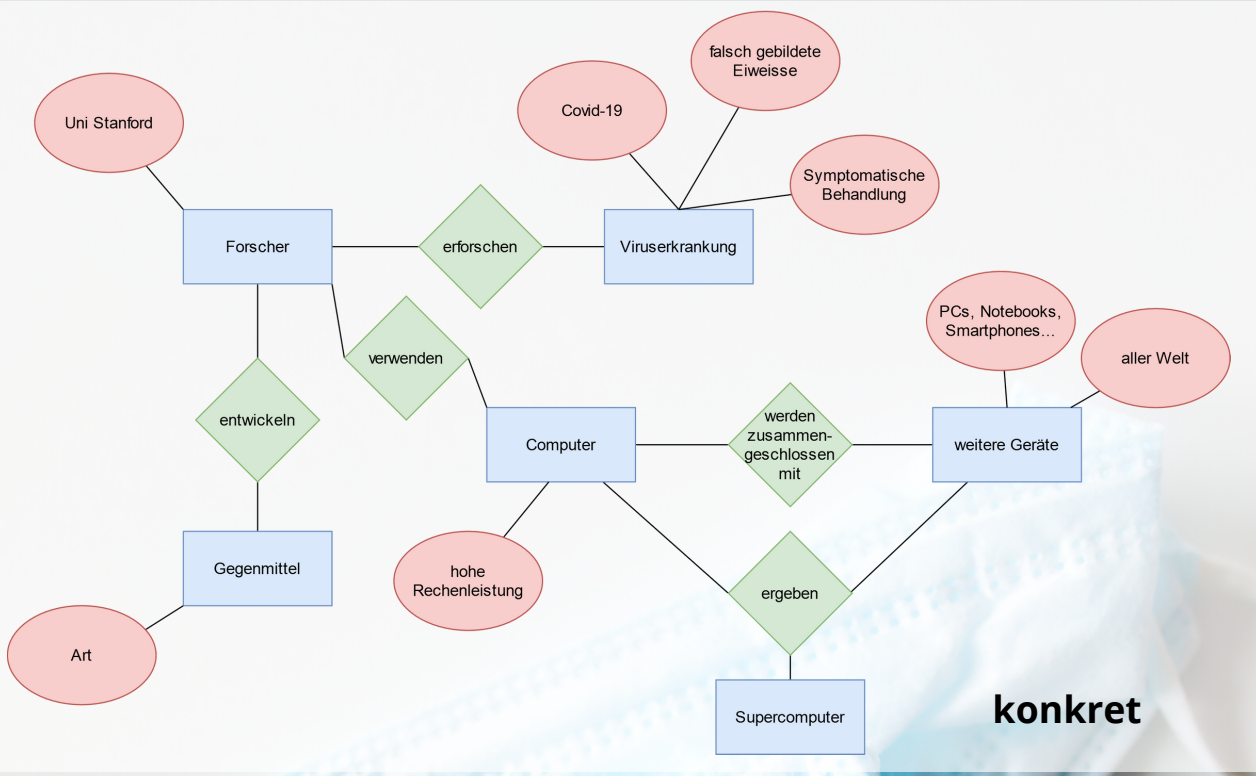 falsch gebildete
Eiweisse
Covid-19
Uni Stanford
Symptomatische
Behandlung
Forscher
erforschen
Viruserkrankung
PCs, Notebooks,
Smartphones...
verwenden
aller Welt
entwickeln
Computer
werden
zusammen-
geschlossen
mit
weitere Geräte
Gegenmittel
hohe
Rechenleistung
ergeben
Art
Supercomputer
konkret